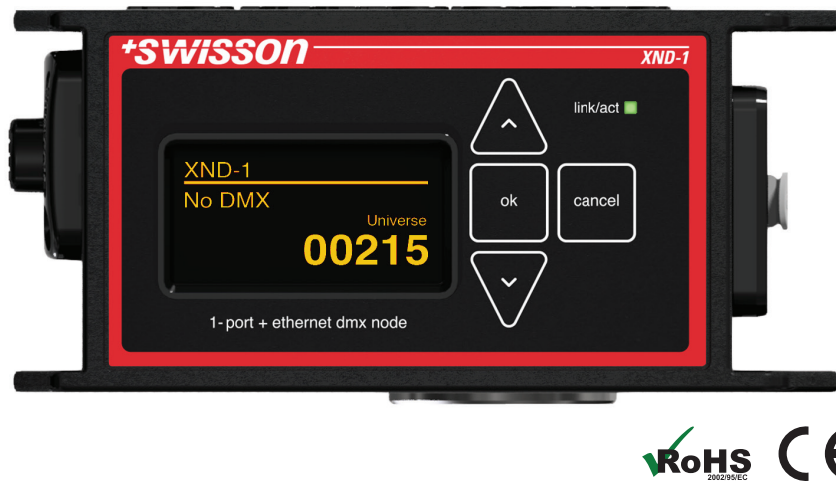 +swisson
XND-1
link/act
XND-1
No DMX
Universe
00215
ok
cancel
1-port + ethernet dmx node
RoHS
2002/95/EC
CE